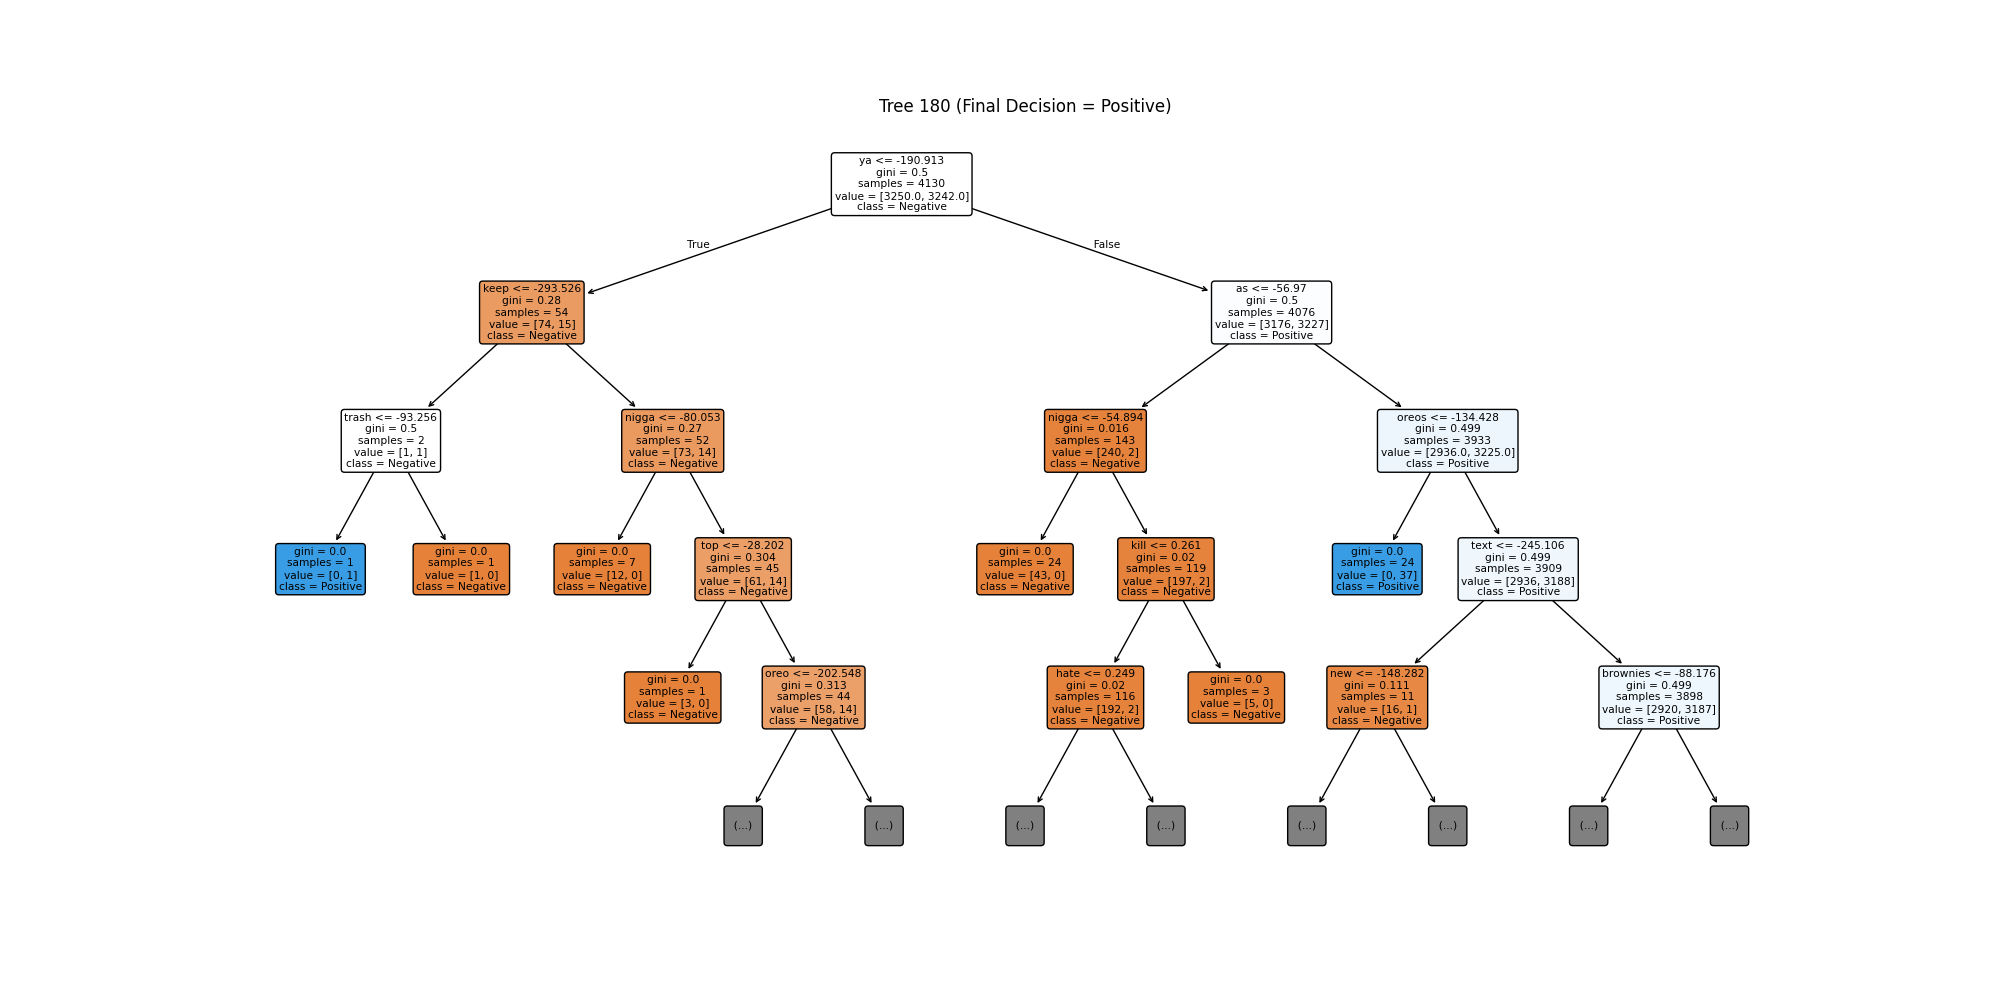 Tree 180 (Final Decision = Positive)
ya <= -190.913
gini = 0.5
samples = 4130
value = [3250.0, 3242.0]
class = Negative
True
False
keep <= -293.526
gini = 0.28
samples = 54
value = [74, 15]
class = Negative
as <= -56.97
gini = 0.5
samples = 4076
value = [3176, 3227]
class = Positive
trash <= -93.256
gini = 0.5
samples = 2
value = [1, 1]
class = Negative
nigga <= -80.053
gini = 0.27
samples = 52
value = [73, 14]
class = Negative
nigga <= -54.894
gini = 0.016
samples = 143
value = [240, 2]
class = Negative
oreos <= -134.428
gini = 0.499
samples = 3933
value = [2936.0, 3225.0]
class = Positive
gini = 0.0
samples = 1
value = [0, 1]
class = Positive
gini = 0.0
samples = 1
value = [1, 0]
class = Negative
gini = 0.0
samples = 7
value = [12, 0]
class = Negative
top <= -28.202
gini = 0.304
samples = 45
value = [61, 14]
class = Negative
gini = 0.0
samples = 24
value = [43, 0]
class = Negative
kill <= 0.261
gini = 0.02
samples = 119
value = [197, 2]
class = Negative
gini = 0.0
samples = 24
value = [0, 37]
class = Positive
text <= -245.106
gini = 0.499
samples = 3909
value = [2936, 3188]
class = Positive
gini = 0.0
samples = 1
value = [3, 0]
class = Negative
oreo <= -202.548
gini = 0.313
samples = 44
value = [58, 14]
class = Negative
hate <= 0.249
gini = 0.02
samples = 116
value = [192, 2]
class = Negative
gini = 0.0
samples = 3
value = [5, 0]
class = Negative
new <= -148.282
gini = 0.111
samples = 11
value = [16, 1]
class = Negative
brownies <= -88.176
gini = 0.499
samples = 3898
value = [2920, 3187]
class = Positive
(...)
(...)
(...)
(...)
(...)
(...)
(...)
(...)